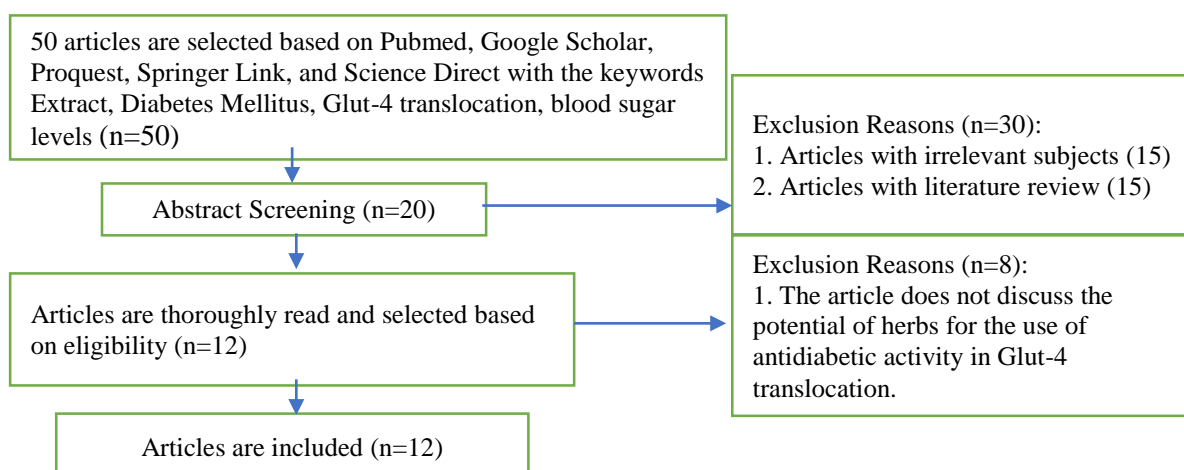 50 articles are selected based on Pubmed, Google Scholar,
Proquest, Springer Link, and Science Direct with the keywords
Extract, Diabetes Mellitus, Glut-4 translocation, blood sugar
levels (n=50)
Exclusion Reasons (n=30):
1. Articles with irrelevant subjects (15)
2. Articles with literature review (15)
Abstract Screening (n=20)
Exclusion Reasons (n=8):
1. The article does not discuss the
potential of herbs for the use of
antidiabetic activity in Glut-4
translocation.
Articles are thoroughly read and selected based
on eligibility (n=12)
Articles are included (n=12)